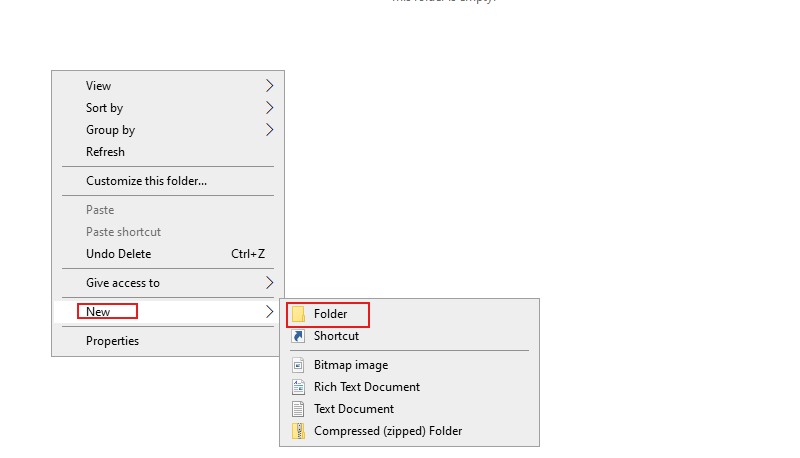 This folder is empty.
View
Sort by
Group by
Refresh
Customize this folder...
Paste
Paste shortcut
Undo Delete Ctrl+Z
Give access to
New
Properties
Folder
Shortcut
Bitmap image
Rich Text Document
Text Document
Compressed (zipped) Folder